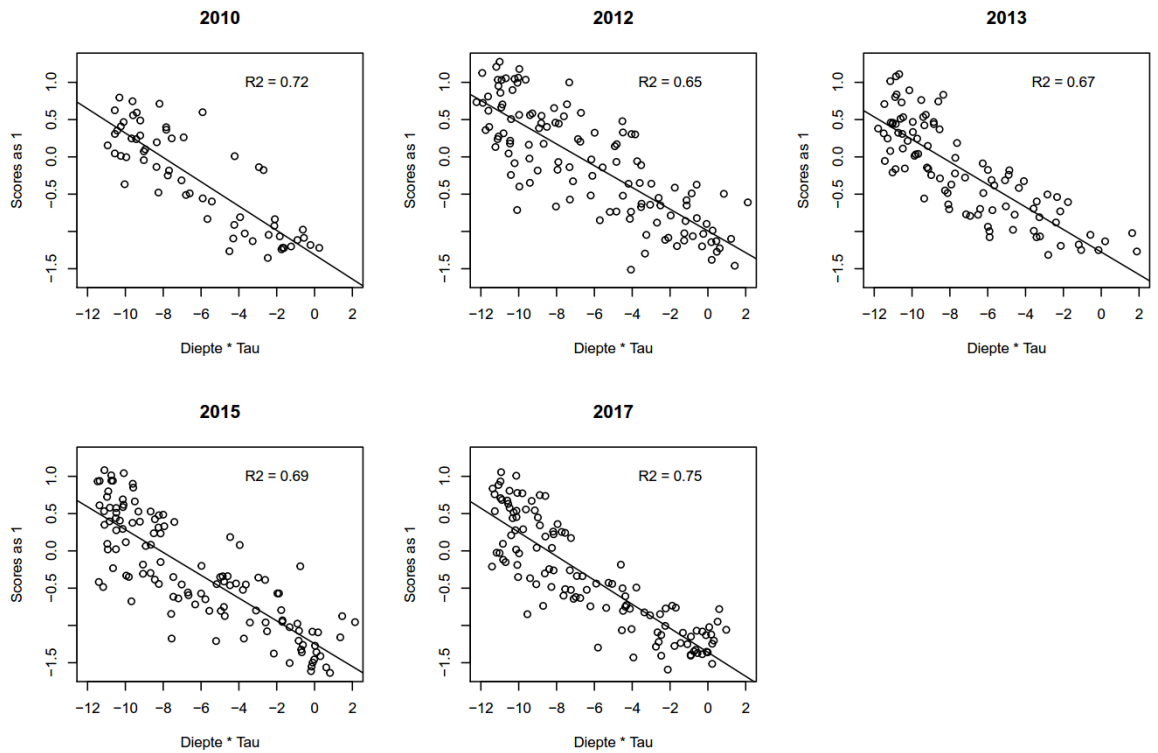 2010
R2 = 0.72
Scores as 1
1.0
0.5
0.0
−0.5
−1.5
−12 −10 −8 −6 −4 −2 0 2
Diepte * Tau
2012
R2 = 0.65
Scores as 1
1.0
0.5
0.0
−0.5
−1.5
−12 −10 −8 −6 −4 −2 0 2
Diepte * Tau
2013
R2 = 0.67
Scores as 1
1.0
0.5
0.0
−0.5
−1.5
−12 −10 −8 −6 −4 −2 0 2
Diepte * Tau
2015
R2 = 0.69
Scores as 1
1.0
0.5
0.0
−0.5
−1.5
−12 −10 −8 −6 −4 −2 0 2
Diepte * Tau
2017
R2 = 0.75
Scores as 1
1.0
0.5
0.0
−0.5
−1.5
−12 −10 −8 −6 −4 −2 0 2
Diepte * Tau